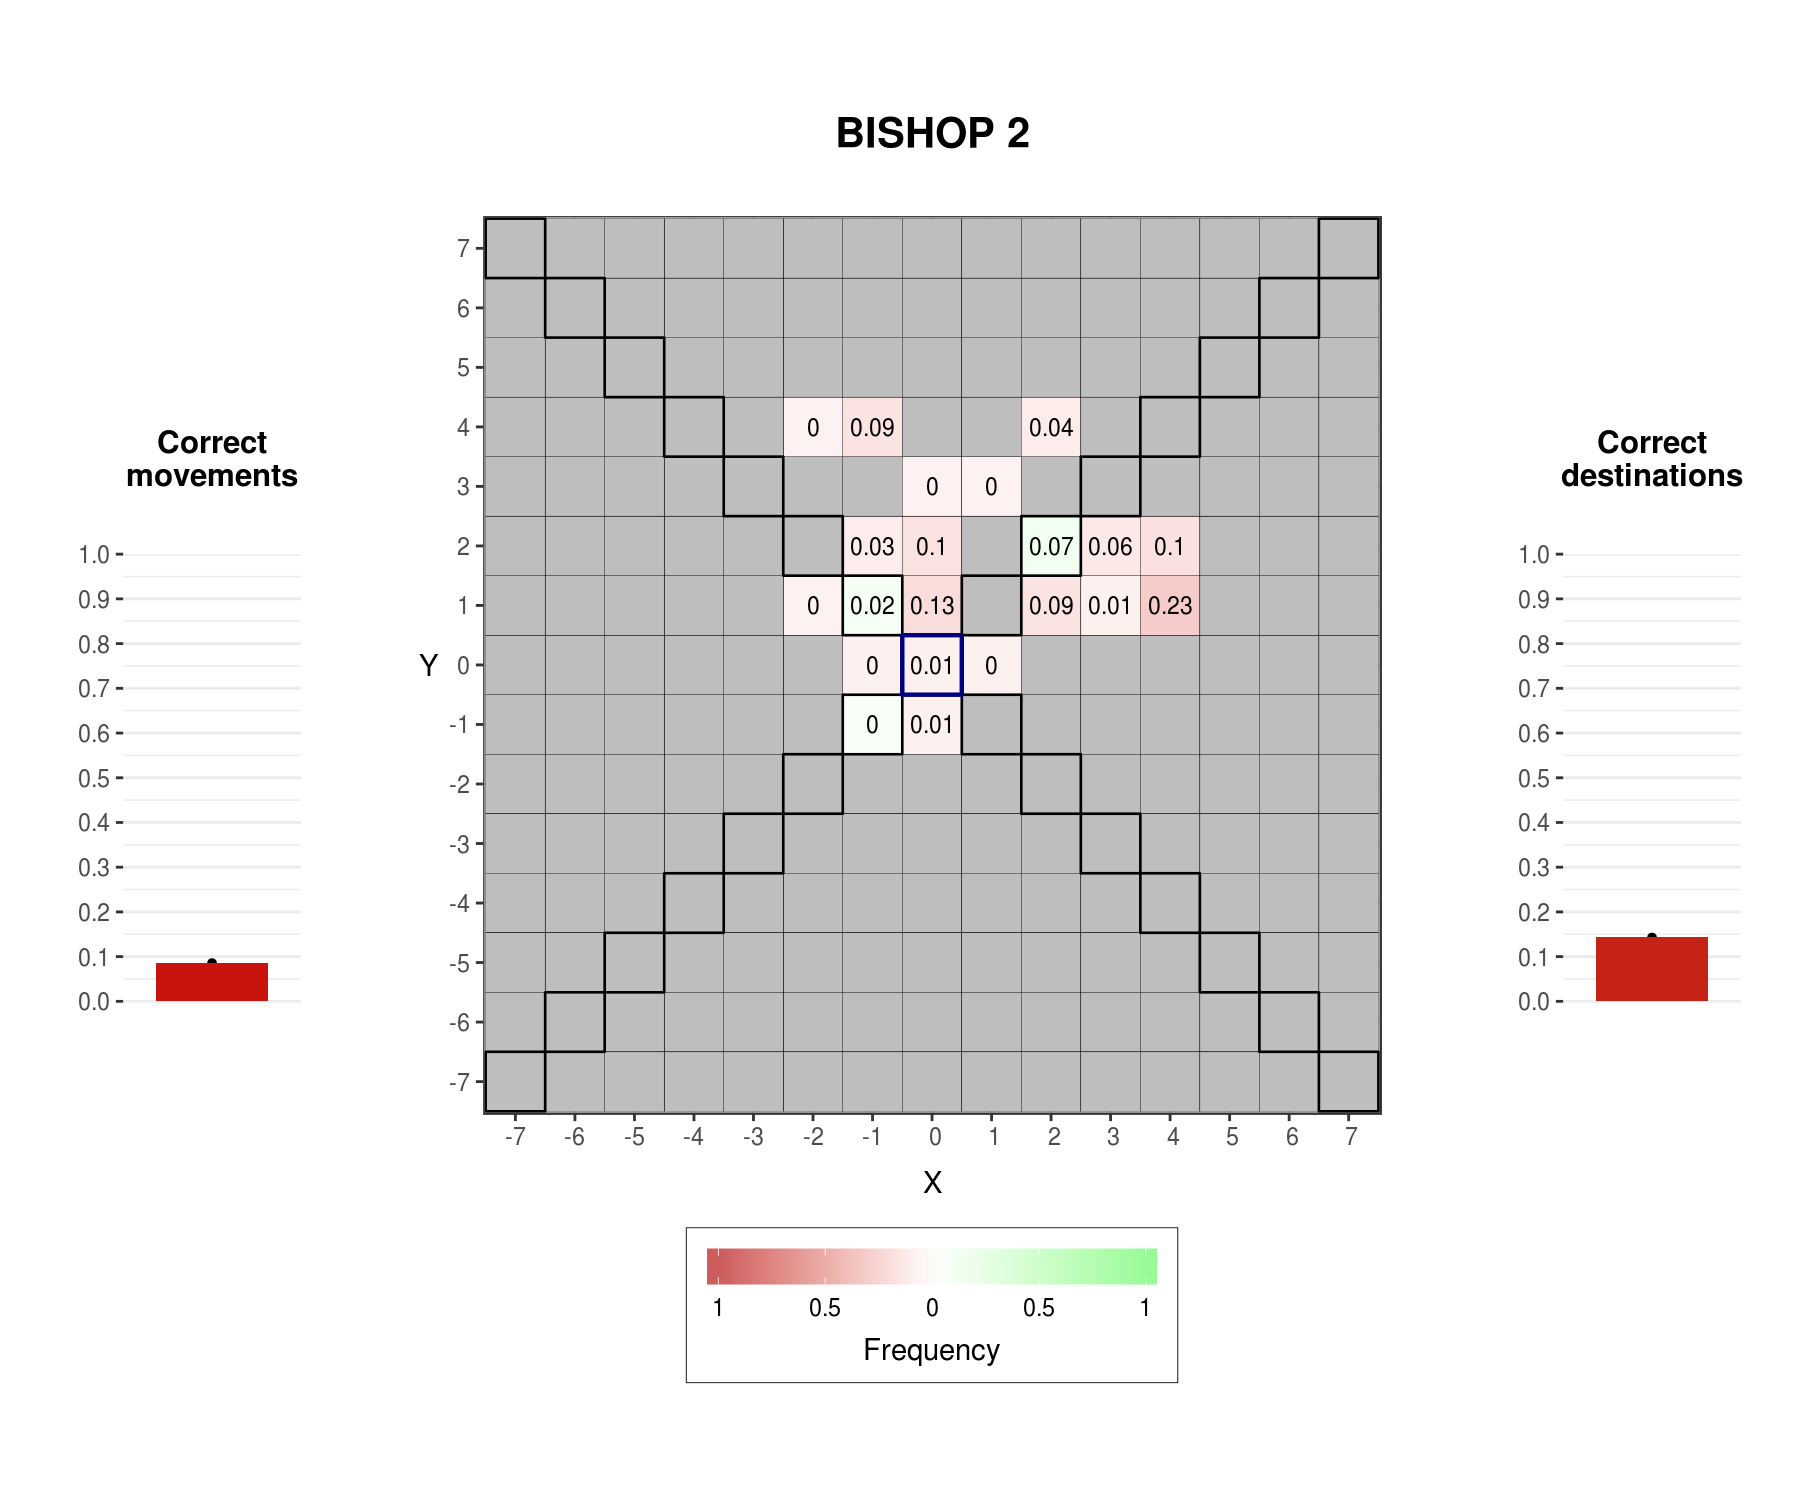 BISHOP 2
Correct
movements
1.0
0.9
0.8
0.7
0.6
0.5
0.4
0.3
0.2
0.1
0.0
Y
7
6
5
4
3
2
1
0
-1
-2
-3
-4
-5
-6
-7
0 0.09 0.04
0 0
0.03 0.1 0.07 0.06 0.1
0 0.02 0.13 0.09 0.01 0.23
0 0.01 0
0 0.01
-7 -6 -5 -4 -3 -2 -1 0 1 2 3 4 5 6 7
X
1 0.5 0 0.5 1
Frequency
Correct
destinations
1.0
0.9
0.8
0.7
0.6
0.5
0.4
0.3
0.2
0.1
0.0